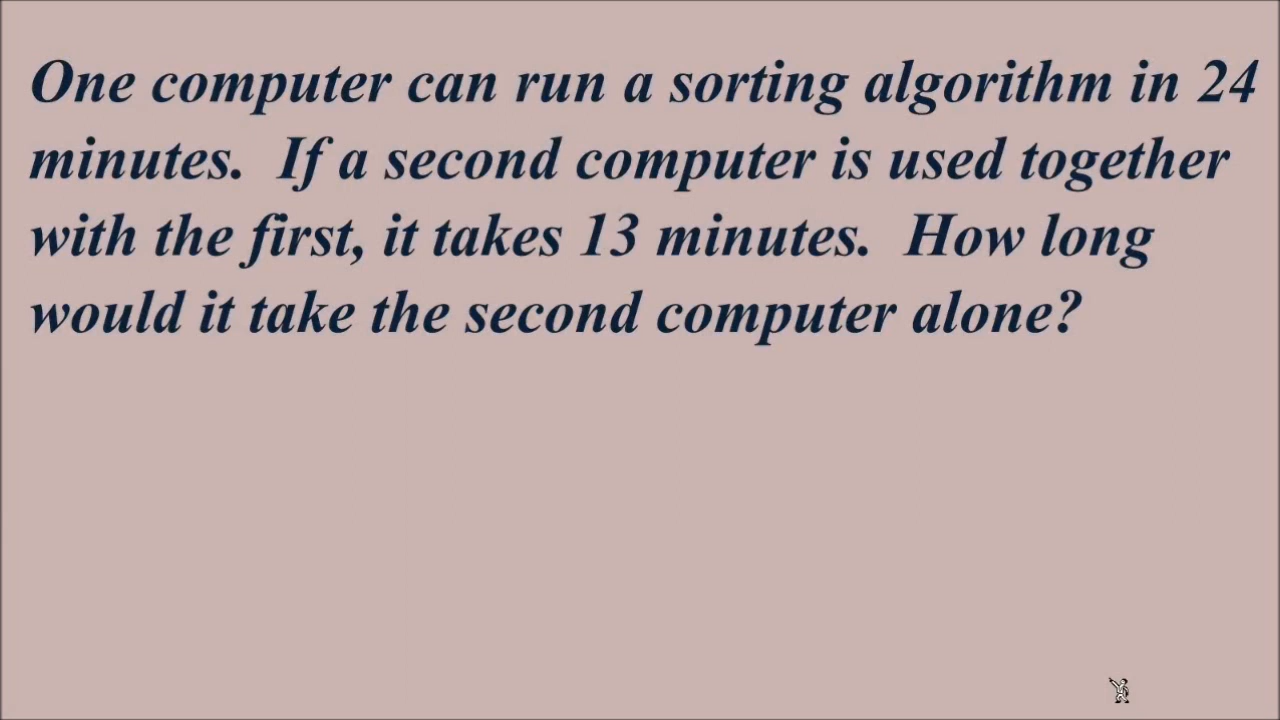 One computer can run a sorting algorithm in 24
minutes.  If a second computer is used together
with the first, it takes 13 minutes.  How long
would it take the second computer alone?